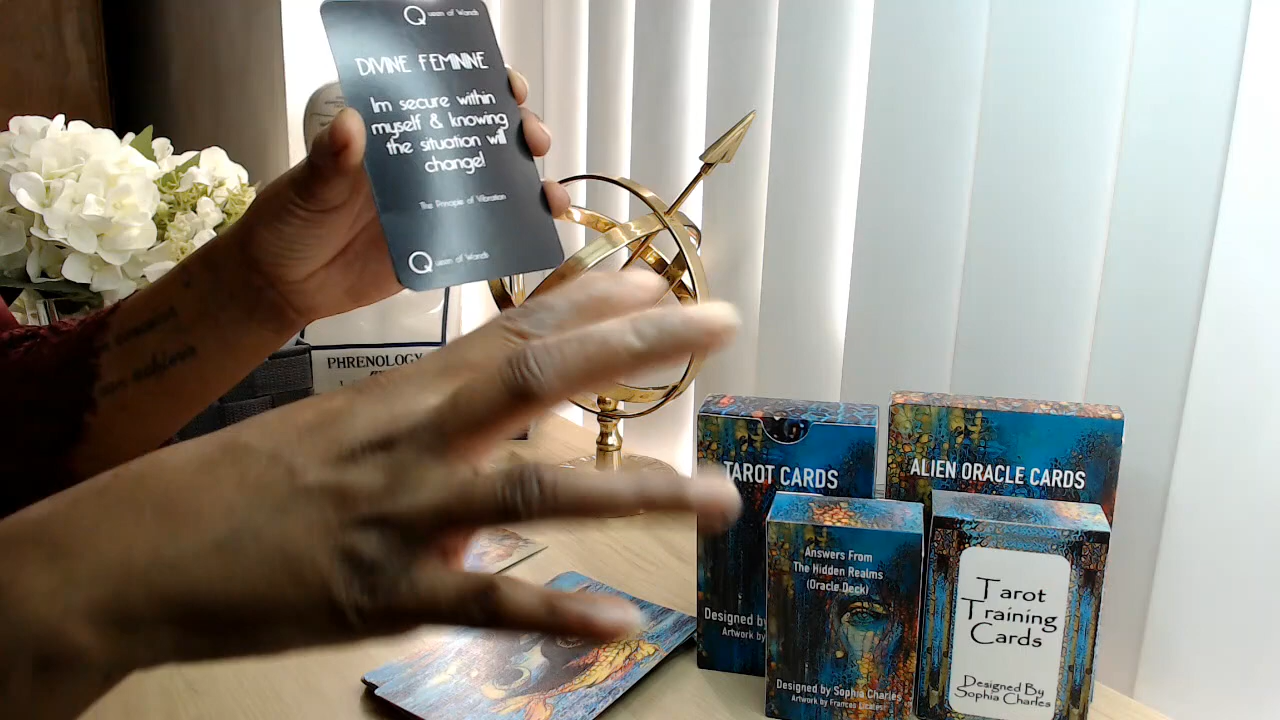 Queen of Wands
DIVINE FEMININE
Im secure within
myself & knowing
the situation will
change!
The Principle of Vibration
Queen of Wands
PHRENOLOGY
TAROT CARDS
Designed by
Artwork by
ALIEN ORACLE CARDS
Answers From
The Hidden Realms
(Oracle Deck)
Designed by Sophia Charles
Artwork by Frances
Tarot
Training
Cards
Designed By
Sophia Charles